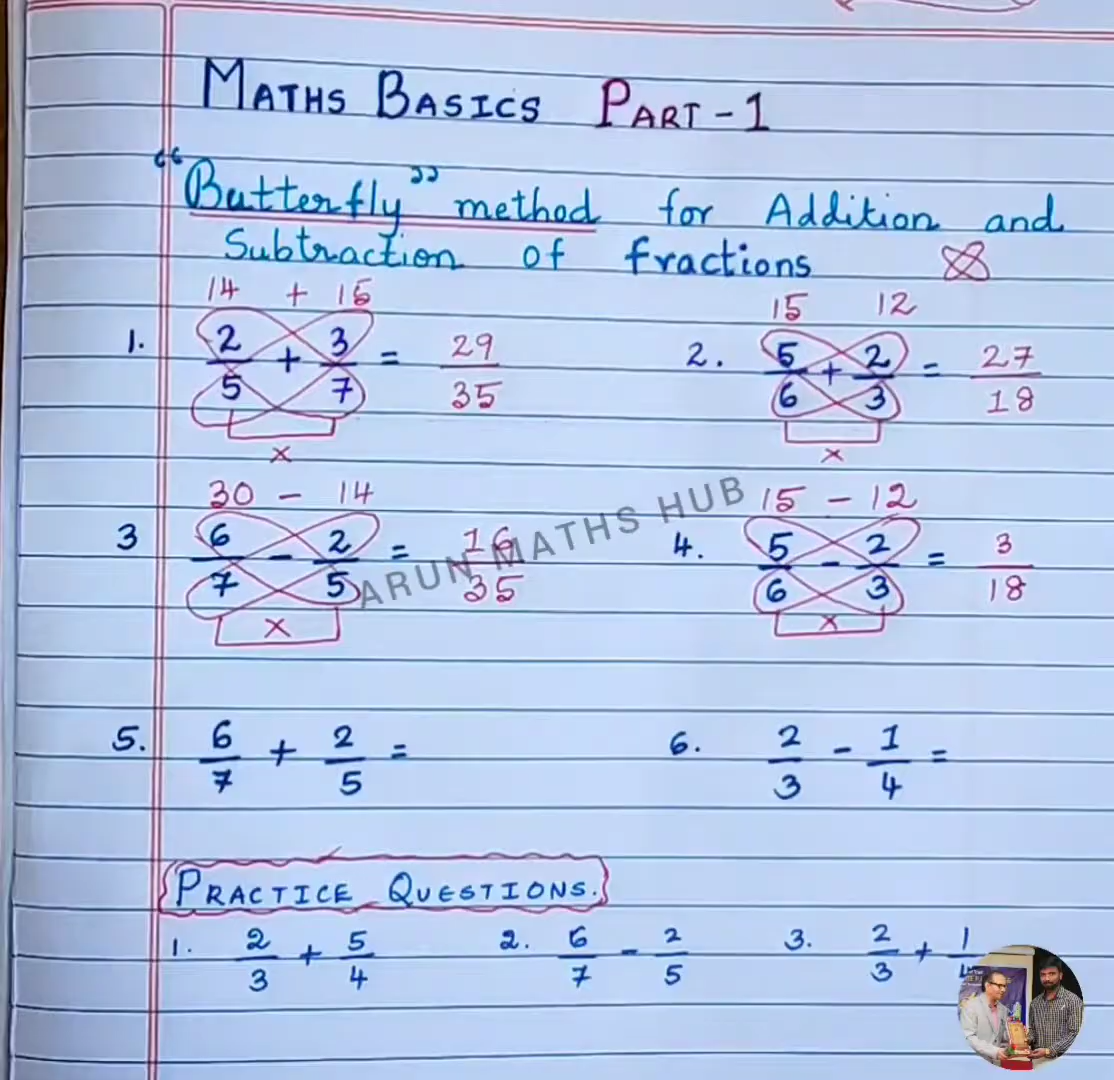 MATHS BASICS PART-1
"Butterfly" method for Addition and
Subtraction of fractions
14 + 15 15 12
1. 2/5 + 3/7 = 29/35 2. 5/6 + 2/3 = 27/18
× ×
30 - 14 15 - 12
3 6/7 - 2/5 = 16/35 4. 5/6 - 2/3 = 3/18
× ×
ARUN MATHS HUB
5. 6/7 + 2/5 = 6. 2/3 - 1/4 =
PRACTICE QUESTIONS.
1. 2/3 + 5/4 2. 6/7 - 2/5 3. 2/3 + 1/4